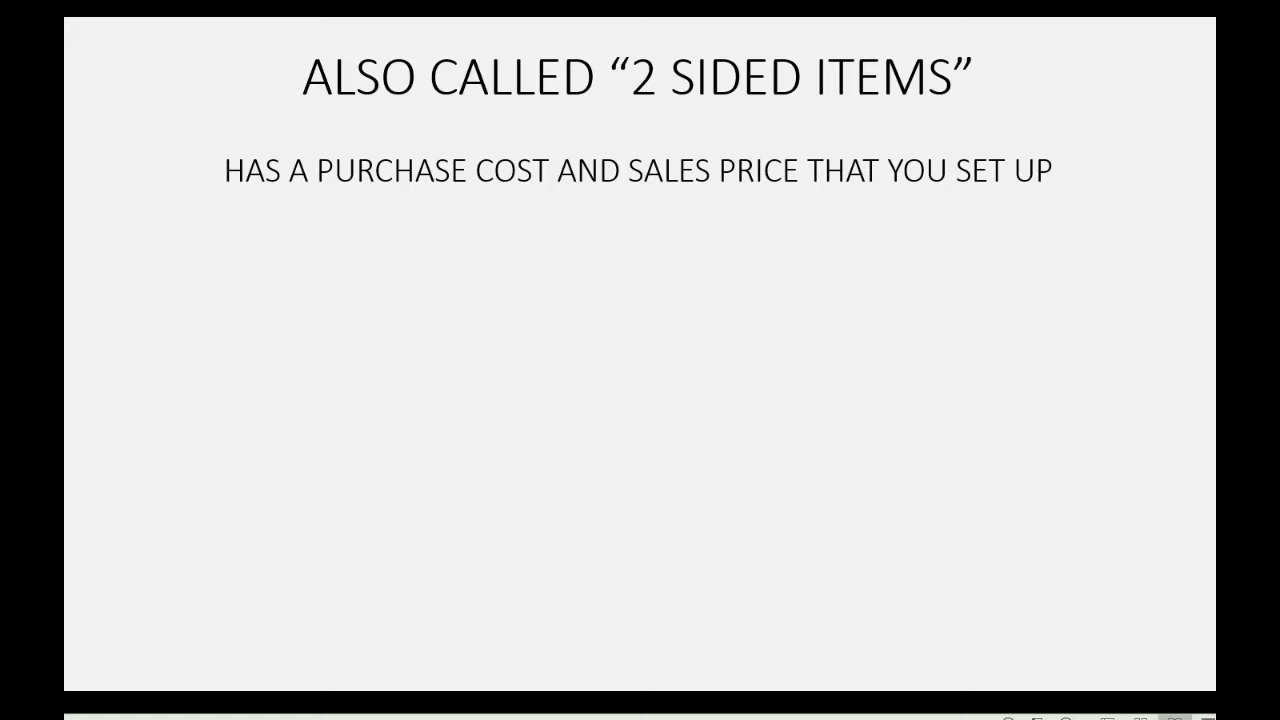 ALSO CALLED “2 SIDED ITEMS”
HAS A PURCHASE COST AND SALES PRICE THAT YOU SET UP